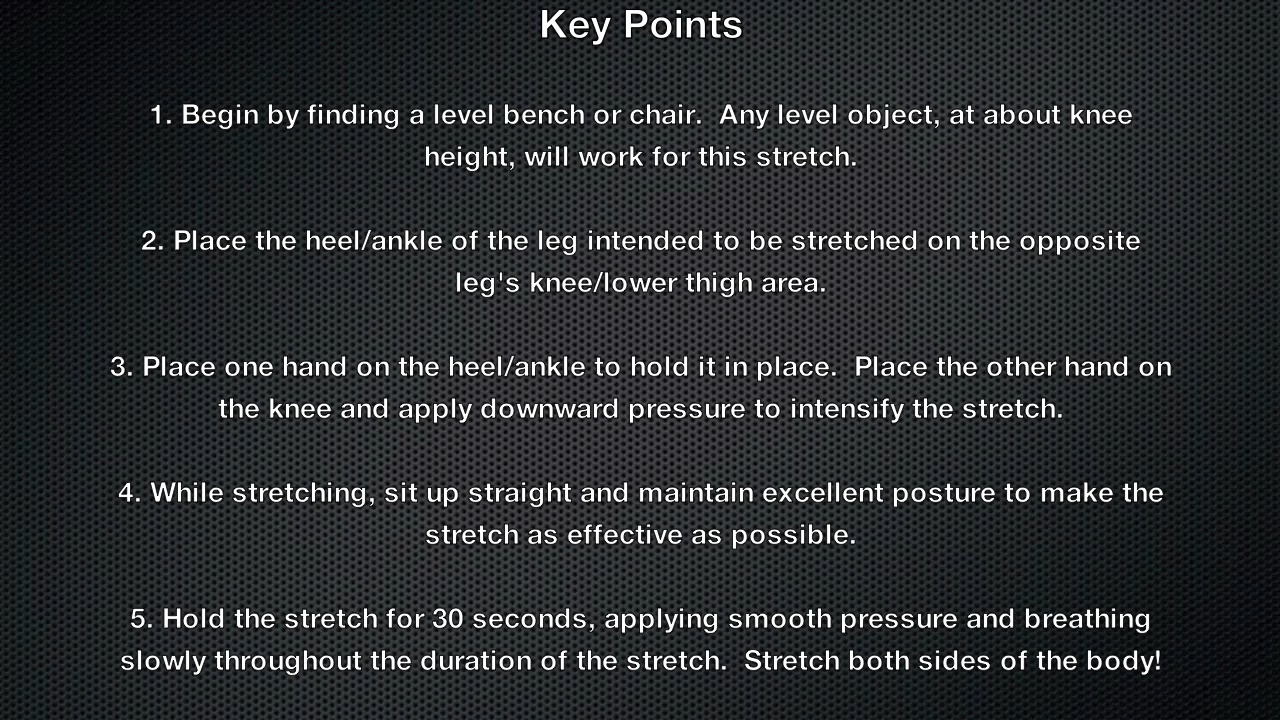 Key Points
1. Begin by finding a level bench or chair.  Any level object, at about knee
height, will work for this stretch.
2. Place the heel/ankle of the leg intended to be stretched on the opposite
leg's knee/lower thigh area.
3. Place one hand on the heel/ankle to hold it in place.  Place the other hand on
the knee and apply downward pressure to intensify the stretch.
4. While stretching, sit up straight and maintain excellent posture to make the
stretch as effective as possible.
5. Hold the stretch for 30 seconds, applying smooth pressure and breathing
slowly throughout the duration of the stretch.  Stretch both sides of the body!